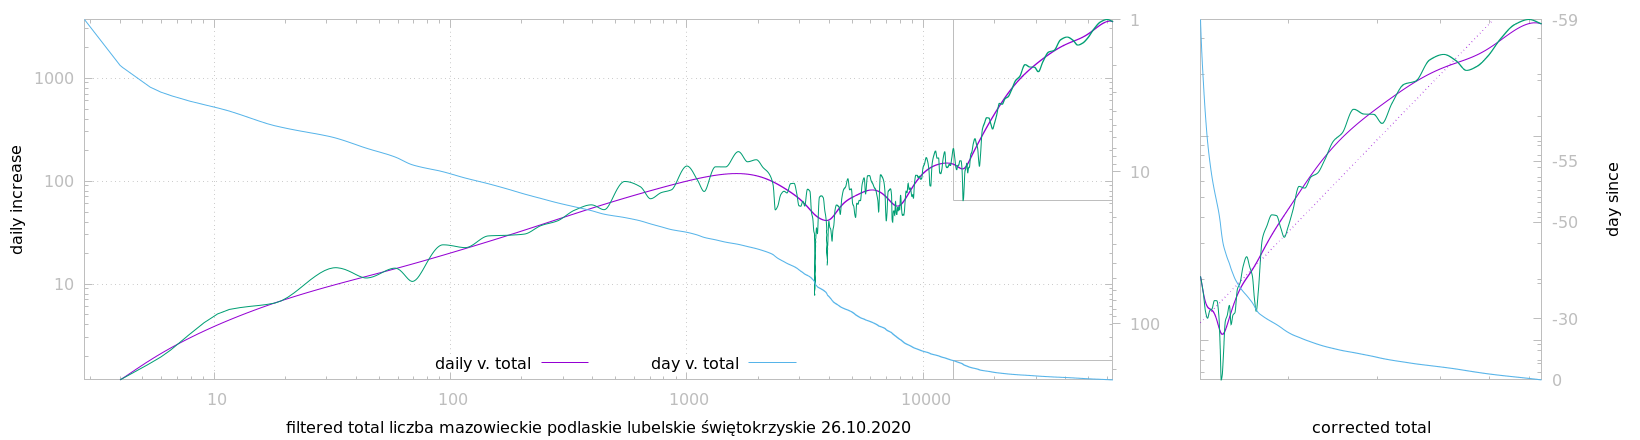 daily increase
1000
100
10
10
100
1000
10000
1
10
100
daily v. total
day v. total
filtered total liczba mazowieckie podlaskie lubelskie świętokrzyskie 26.10.2020
-59
-55
-50
-30
0
day since
corrected total